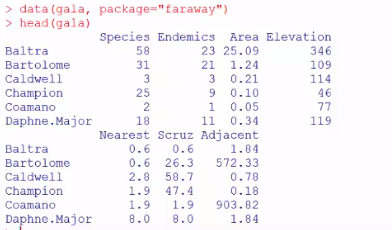 > data(gala, package="faraway")
> head(gala)
Species Endemics Area Elevation
Baltra 58 23 25.09 346
Bartolome 31 21 1.24 109
Caldwell 3 3 0.21 114
Champion 25 9 0.10 46
Coamano 2 1 0.05 77
Daphne.Major 18 11 0.34 119
Nearest Scruz Adjacent
Baltra 0.6 0.6 1.84
Bartolome 0.6 26.3 572.33
Caldwell 2.8 58.7 0.78
Champion 1.9 47.4 0.18
Coamano 1.9 1.9 903.82
Daphne.Major 8.0 8.0 1.84